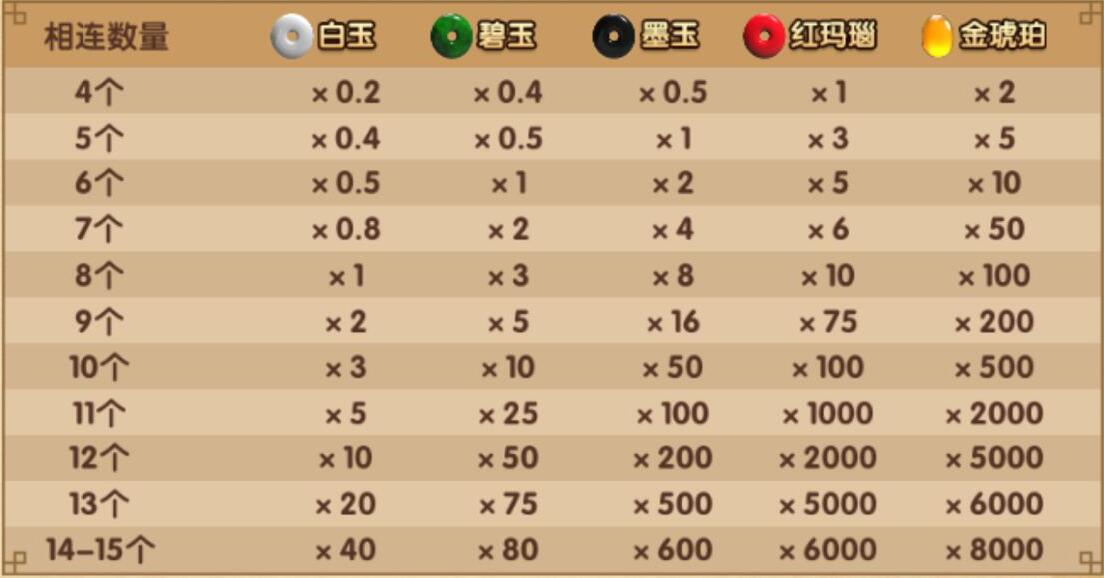 相连数量 白玉 碧玉 墨玉 红玛瑙 金琥珀
4个 ×0.2 ×0.4 ×0.5 ×1 ×2
5个 ×0.4 ×0.5 ×1 ×3 ×5
6个 ×0.5 ×1 ×2 ×5 ×10
7个 ×0.8 ×2 ×4 ×6 ×50
8个 ×1 ×3 ×8 ×10 ×100
9个 ×2 ×5 ×16 ×75 ×200
10个 ×3 ×10 ×50 ×100 ×500
11个 ×5 ×25 ×100 ×1000 ×2000
12个 ×10 ×50 ×200 ×2000 ×5000
13个 ×20 ×75 ×500 ×5000 ×6000
14-15个 ×40 ×80 ×600 ×6000 ×8000